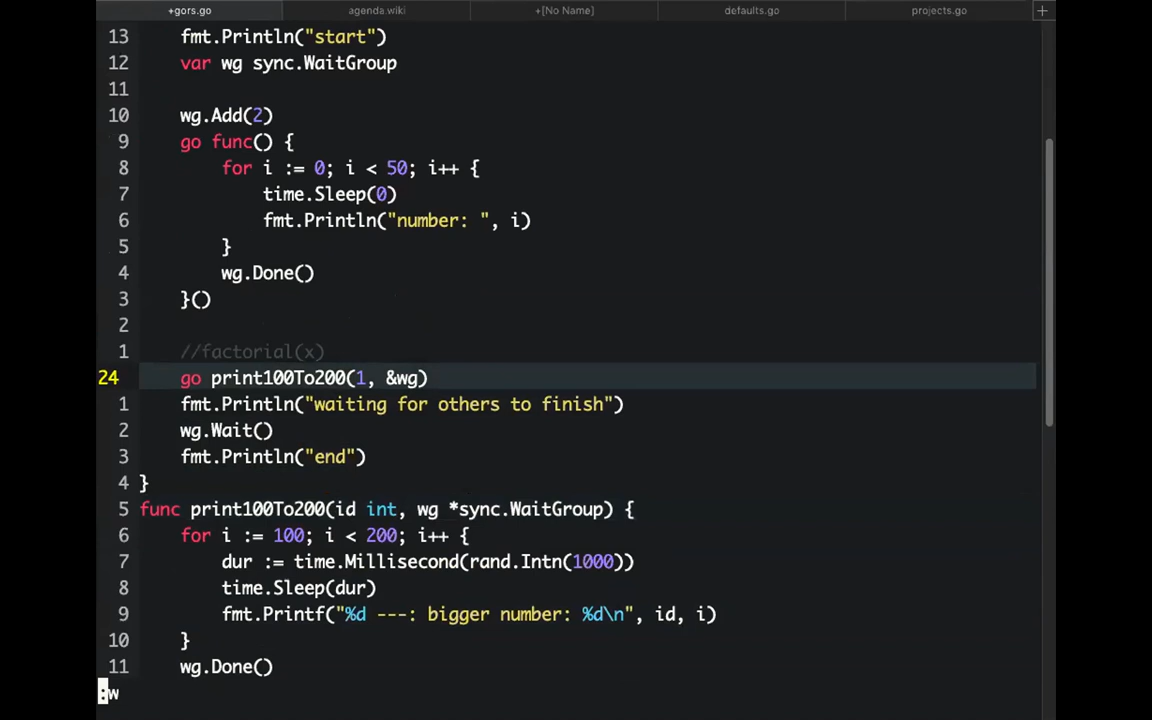 +gors.go agenda.wiki +[No Name] defaults.go projects.go +
13 fmt.Println("start")
12 var wg sync.WaitGroup
11
10 wg.Add(2)
9 go func() {
8 for i := 0; i < 50; i++ {
7 time.Sleep(0)
6 fmt.Println("number: ", i)
5 }
4 wg.Done()
3 }()
2
1 //factorial(x)
24 go print100To200(1, &wg)
1 fmt.Println("waiting for others to finish")
2 wg.Wait()
3 fmt.Println("end")
4 }
5 func print100To200(id int, wg *sync.WaitGroup) {
6 for i := 100; i < 200; i++ {
7 dur := time.Millisecond(rand.Intn(1000))
8 time.Sleep(dur)
9 fmt.Printf("%d ---: bigger number: %d\n", id, i)
10 }
11 wg.Done()
:w